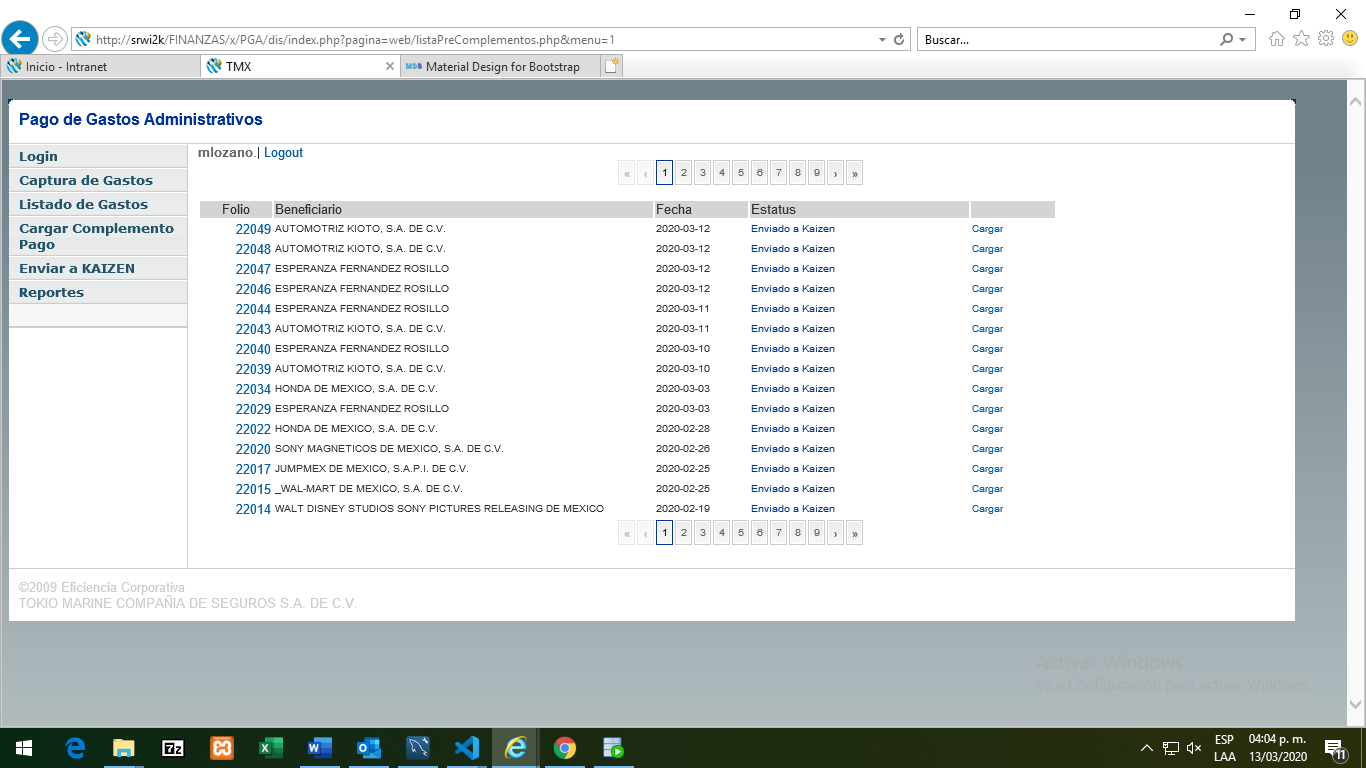 http://srwi2k/FINANZAS/x/PGA/dis/index.php?pagina=web/listaPreComplementos.php&menu=1
Buscar...
Inicio - Intranet
TMX
MDB Material Design for Bootstrap
Pago de Gastos Administrativos
Login
Captura de Gastos
Listado de Gastos
Cargar Complemento
Pago
Enviar a KAIZEN
Reportes
mlozano.| Logout
« ‹ 1 2 3 4 5 6 7 8 9 › »
Folio Beneficiario Fecha Estatus
22049 AUTOMOTRIZ KIOTO, S.A. DE C.V. 2020-03-12 Enviado a Kaizen Cargar
22048 AUTOMOTRIZ KIOTO, S.A. DE C.V. 2020-03-12 Enviado a Kaizen Cargar
22047 ESPERANZA FERNANDEZ ROSILLO 2020-03-12 Enviado a Kaizen Cargar
22046 ESPERANZA FERNANDEZ ROSILLO 2020-03-12 Enviado a Kaizen Cargar
22044 ESPERANZA FERNANDEZ ROSILLO 2020-03-11 Enviado a Kaizen Cargar
22043 AUTOMOTRIZ KIOTO, S.A. DE C.V. 2020-03-11 Enviado a Kaizen Cargar
22040 ESPERANZA FERNANDEZ ROSILLO 2020-03-10 Enviado a Kaizen Cargar
22039 AUTOMOTRIZ KIOTO, S.A. DE C.V. 2020-03-10 Enviado a Kaizen Cargar
22034 HONDA DE MEXICO, S.A. DE C.V. 2020-03-03 Enviado a Kaizen Cargar
22029 ESPERANZA FERNANDEZ ROSILLO 2020-03-03 Enviado a Kaizen Cargar
22022 HONDA DE MEXICO, S.A. DE C.V. 2020-02-28 Enviado a Kaizen Cargar
22020 SONY MAGNETICOS DE MEXICO, S.A. DE C.V. 2020-02-26 Enviado a Kaizen Cargar
22017 JUMPMEX DE MEXICO, S.A.P.I. DE C.V. 2020-02-25 Enviado a Kaizen Cargar
22015 _WAL-MART DE MEXICO, S.A. DE C.V. 2020-02-25 Enviado a Kaizen Cargar
22014 WALT DISNEY STUDIOS SONY PICTURES RELEASING DE MEXICO 2020-02-19 Enviado a Kaizen Cargar
« ‹ 1 2 3 4 5 6 7 8 9 › »
©2009 Eficiencia Corporativa
TOKIO MARINE COMPAÑIA DE SEGUROS S.A. DE C.V.
Activar Windows
Ve a Configuración para activar Windows.
7z
ESP
LAA
04:04 p. m.
13/03/2020
11